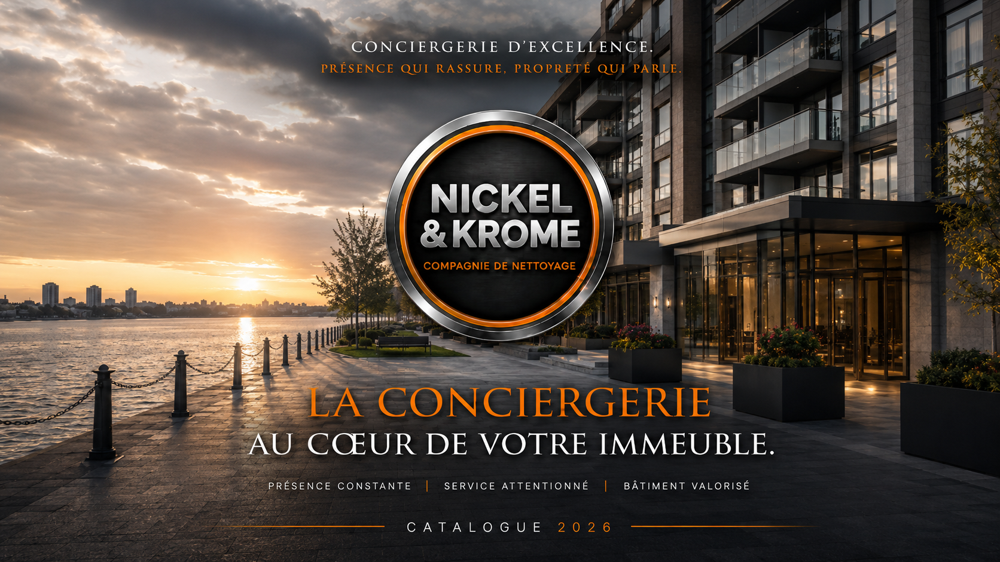 CONCIERGERIE D’EXCELLENCE.
PRÉSENCE QUI RASSURE, PROPRETÉ QUI PARLE.
NICKEL
& KROME
COMPAGNIE DE NETTOYAGE
LA CONCIERGERIE
AU CŒUR DE VOTRE IMMEUBLE.
PRÉSENCE CONSTANTE | SERVICE ATTENTIONNÉ | BÂTIMENT VALORISÉ
CATALOGUE 2026